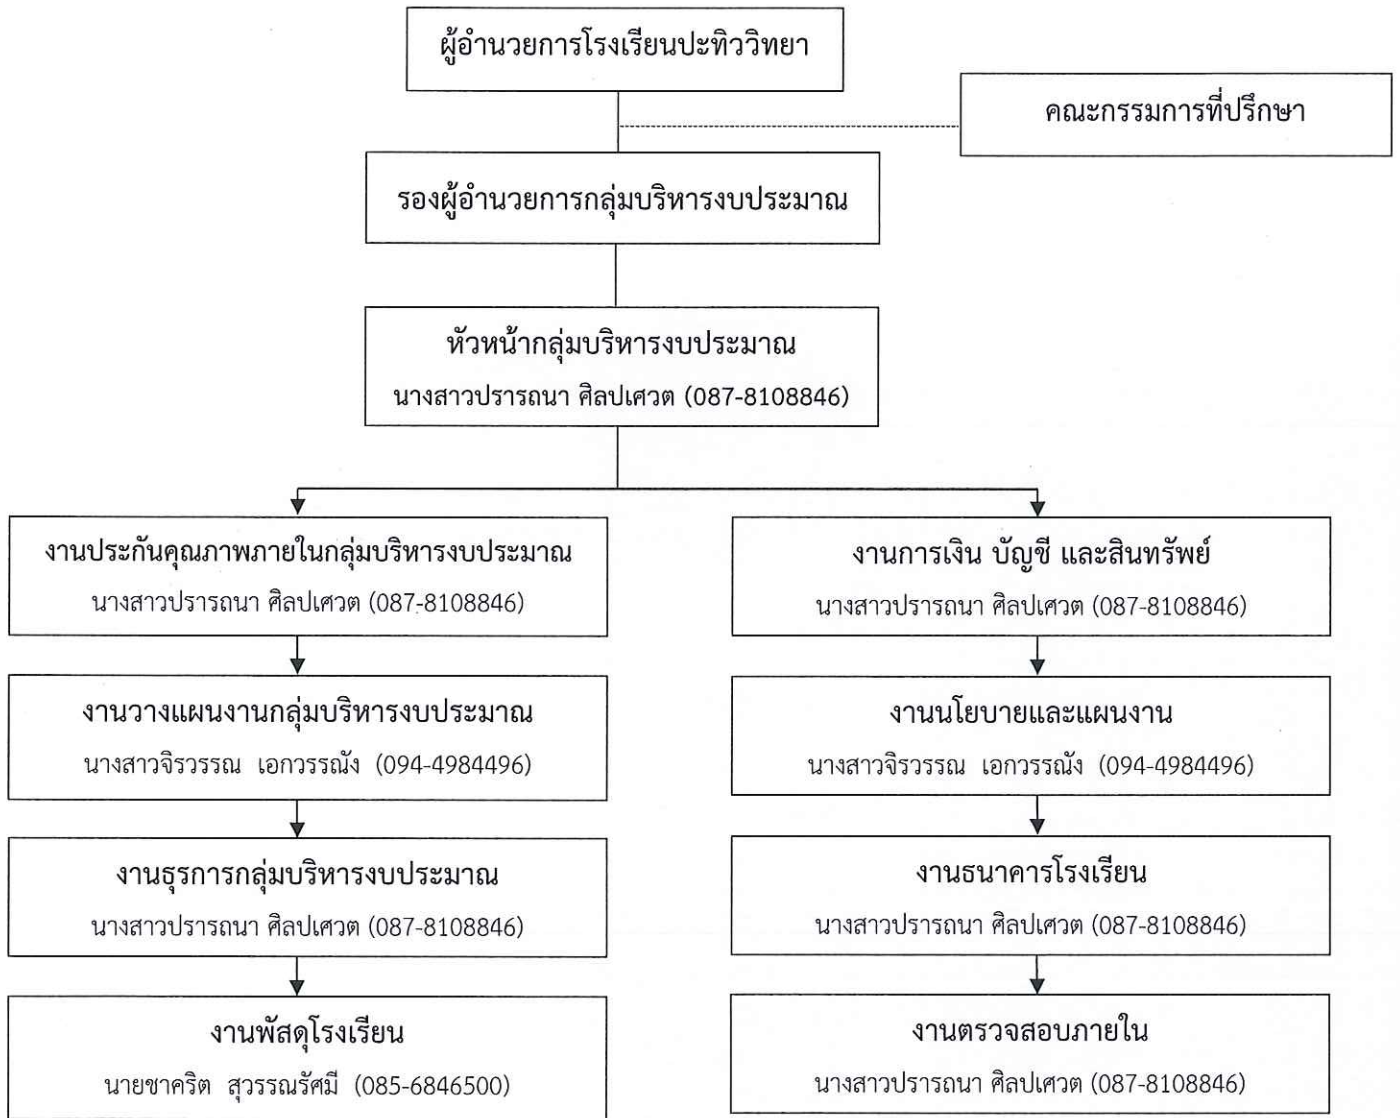 ผู้อำนวยการโรงเรียนปะทิววิทยา
คณะกรรมการที่ปรึกษา
รองผู้อำนวยการกลุ่มบริหารงบประมาณ
หัวหน้ากลุ่มบริหารงบประมาณ
นางสาวปรารถนา ศิลปเศวต (087-8108846)
งานประกันคุณภาพภายในกลุ่มบริหารงบประมาณ
นางสาวปรารถนา ศิลปเศวต (087-8108846)
งานวางแผนงานกลุ่มบริหารงบประมาณ
นางสาวจิรวรรณ เอกวรรณัง (094-4984496)
งานธุรการกลุ่มบริหารงบประมาณ
นางสาวปรารถนา ศิลปเศวต (087-8108846)
งานพัสดุโรงเรียน
นายชาคริต สุวรรณรัศมี (085-6846500)
งานการเงิน บัญชี และสินทรัพย์
นางสาวปรารถนา ศิลปเศวต (087-8108846)
งานนโยบายและแผนงาน
นางสาวจิรวรรณ เอกวรรณัง (094-4984496)
งานธนาคารโรงเรียน
นางสาวปรารถนา ศิลปเศวต (087-8108846)
งานตรวจสอบภายใน
นางสาวปรารถนา ศิลปเศวต (087-8108846)